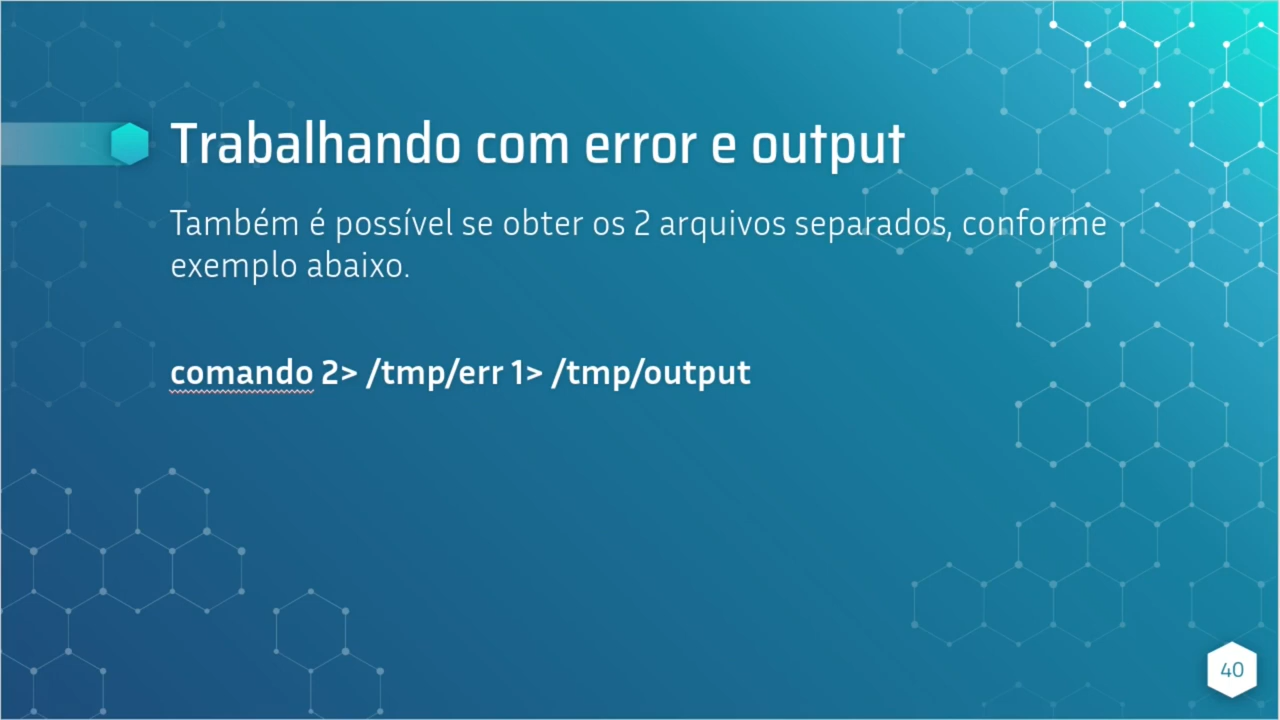 Trabalhando com error e output
Também é possível se obter os 2 arquivos separados, conforme
exemplo abaixo.
comando 2> /tmp/err 1> /tmp/output
40